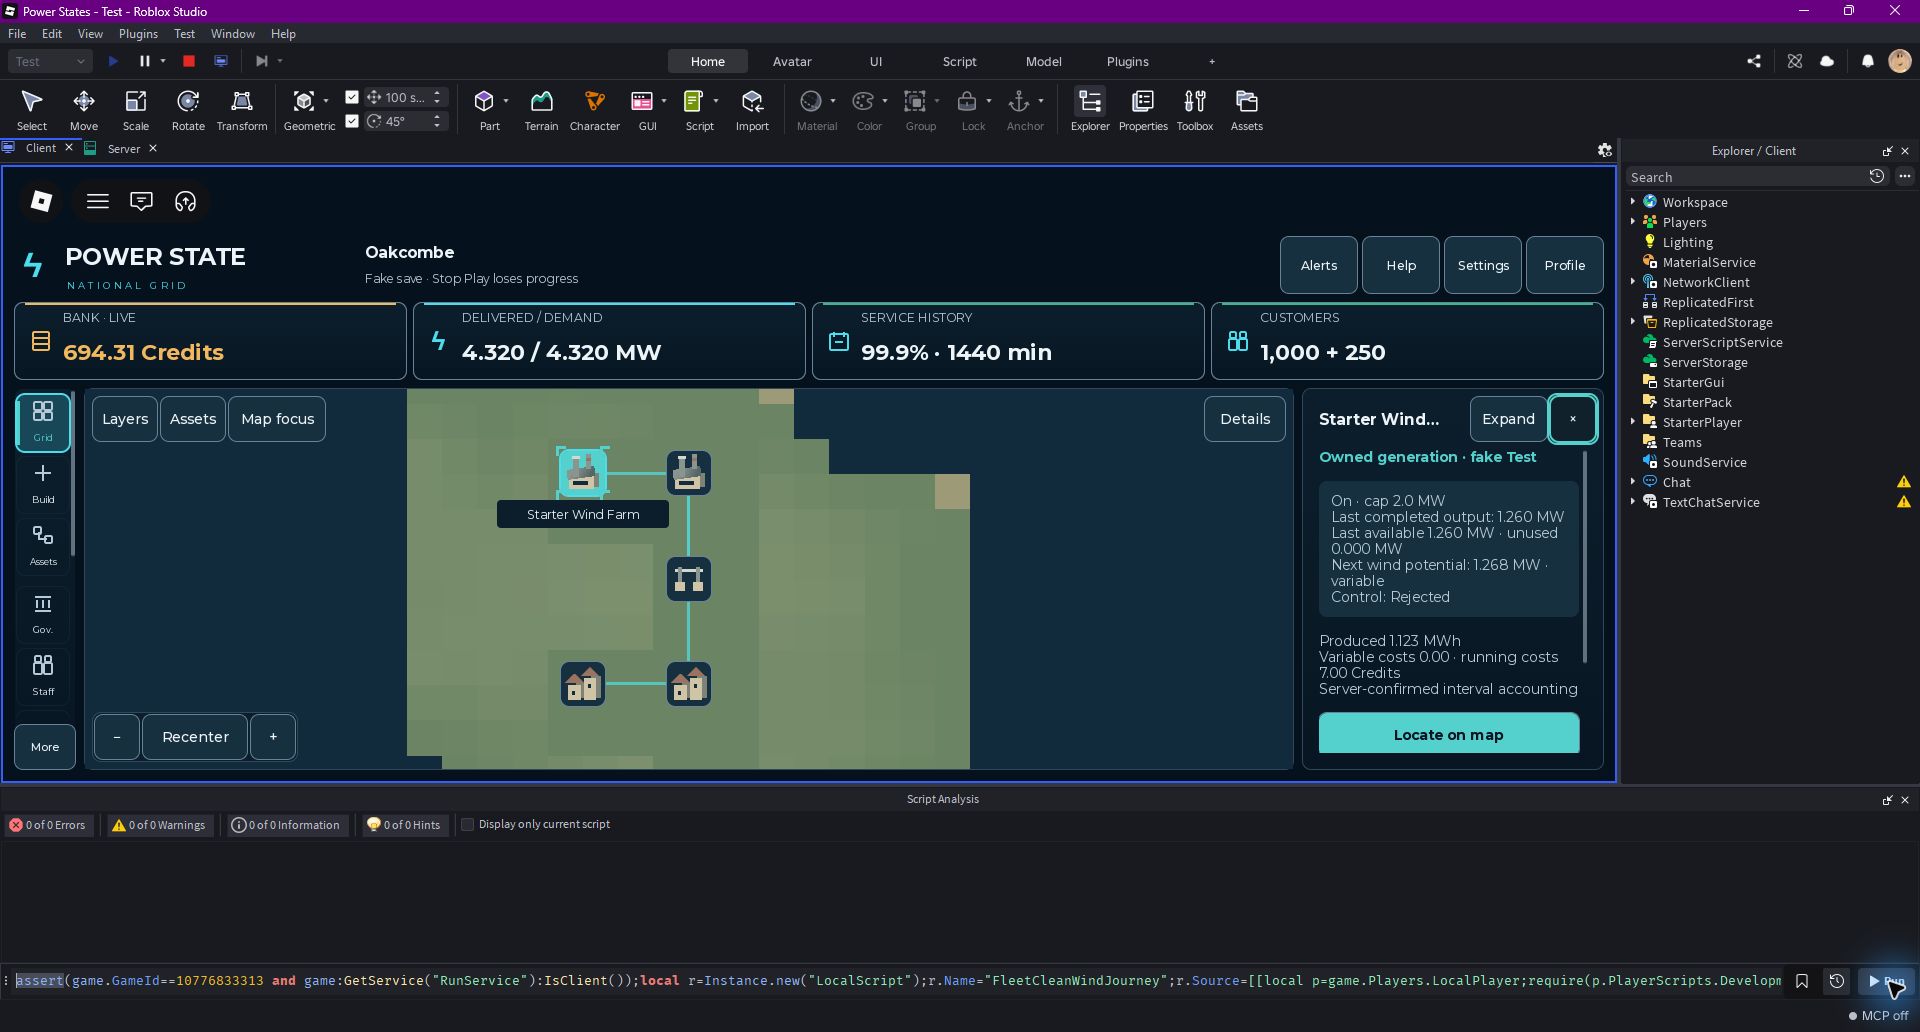 Power States - Test - Roblox Studio
File Edit View Plugins Test Window Help
Test
Home Avatar UI Script Model Plugins +
100 s...
45°
Select Move Scale Rotate Transform Geometric Part Terrain Character GUI Script Import Material Color Group Lock Anchor Explorer Properties Toolbox Assets
Client Server
Explorer / Client
Search
Workspace
Players
Lighting
MaterialService
NetworkClient
ReplicatedFirst
ReplicatedStorage
ServerScriptService
ServerStorage
StarterGui
StarterPack
StarterPlayer
Teams
SoundService
Chat
TextChatService
POWER STATE
NATIONAL GRID
Oakcombe
Fake save · Stop Play loses progress
Alerts Help Settings Profile
BANK · LIVE
694.31 Credits
DELIVERED / DEMAND
4.320 / 4.320 MW
SERVICE HISTORY
99.9% · 1440 min
CUSTOMERS
1,000 + 250
Grid
Build
Assets
Gov.
Staff
More
Layers Assets Map focus
Details
Starter Wind Farm
− Recenter +
Starter Wind...
Expand ×
Owned generation · fake Test
On · cap 2.0 MW
Last completed output: 1.260 MW
Last available 1.260 MW · unused
0.000 MW
Next wind potential: 1.268 MW ·
variable
Control: Rejected
Produced 1.123 MWh
Variable costs 0.00 · running costs
7.00 Credits
Server-confirmed interval accounting
Locate on map
Script Analysis
0 of 0 Errors 0 of 0 Warnings 0 of 0 Information 0 of 0 Hints Display only current script
assert(game.GameId==10776833313 and game:GetService("RunService"):IsClient());local r=Instance.new("LocalScript");r.Name="FleetCleanWindJourney";r.Source=[[local p=game.Players.LocalPlayer;require(p.PlayerScripts.Develop
MCP off